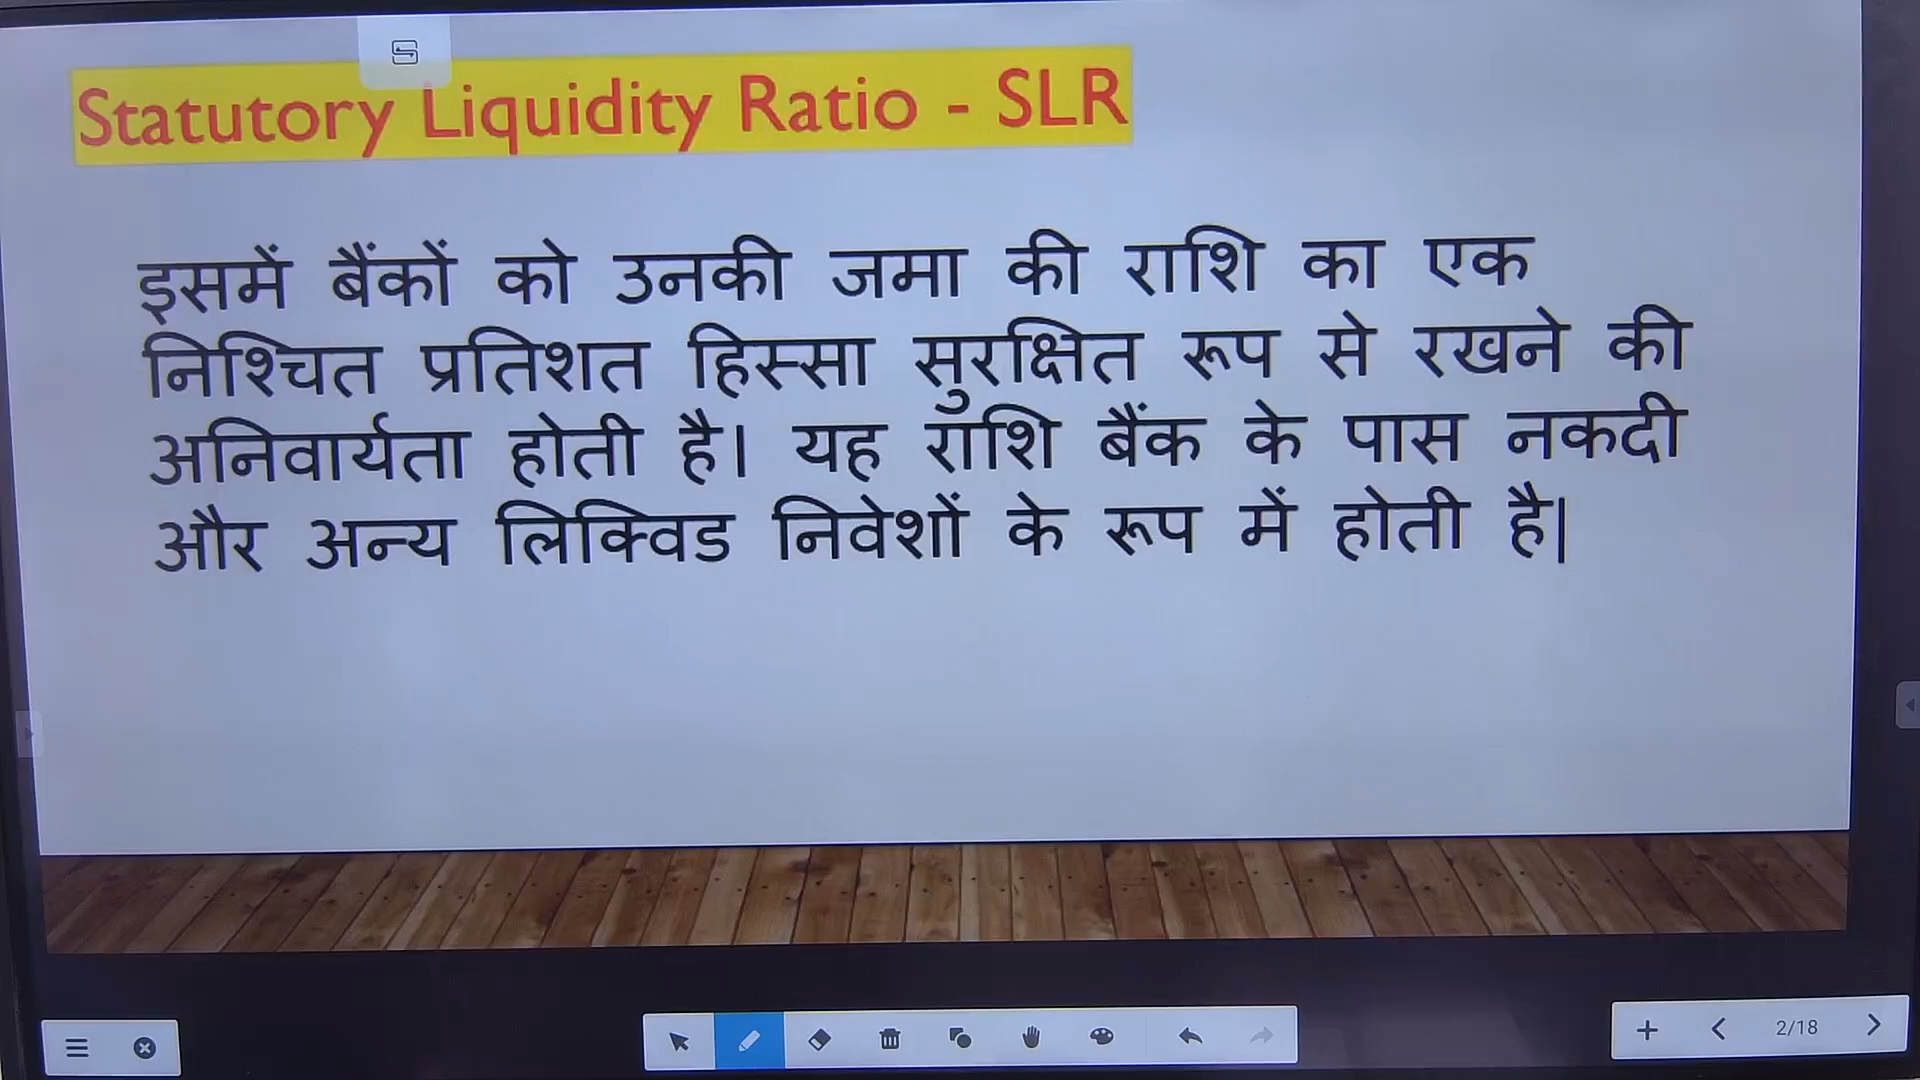 Statutory Liquidity Ratio - SLR
इसमें बैंकों को उनकी जमा की राशि का एक
निश्चित प्रतिशत हिस्सा सुरक्षित रूप से रखने की
अनिवार्यता होती है। यह राशि बैंक के पास नकदी
और अन्य लिक्विड निवेशों के रूप में होती है|
2/18